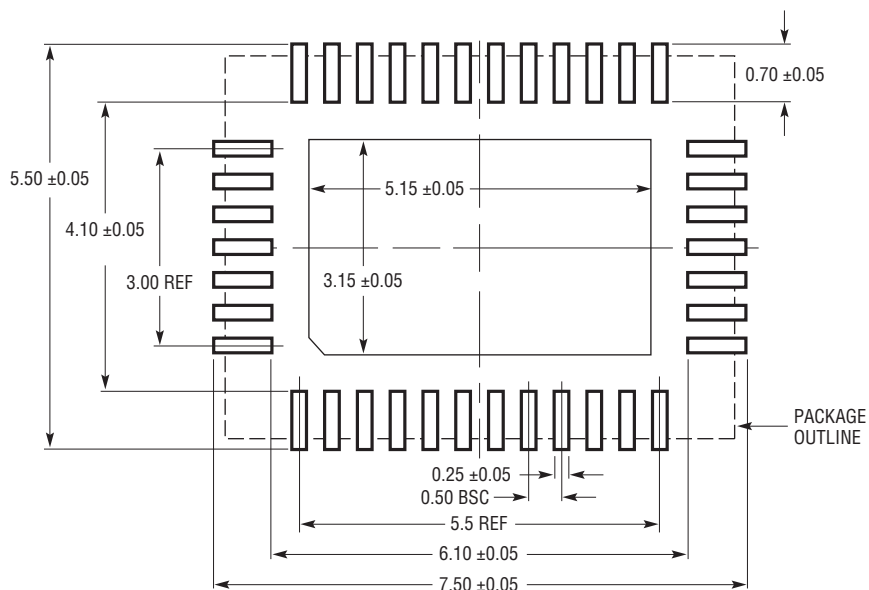 0.70 ±0.05
5.50 ±0.05
5.15 ±0.05
4.10 ±0.05
3.00 REF
3.15 ±0.05
PACKAGE
OUTLINE
0.25 ±0.05
0.50 BSC
5.5 REF
6.10 ±0.05
7.50 ±0.05